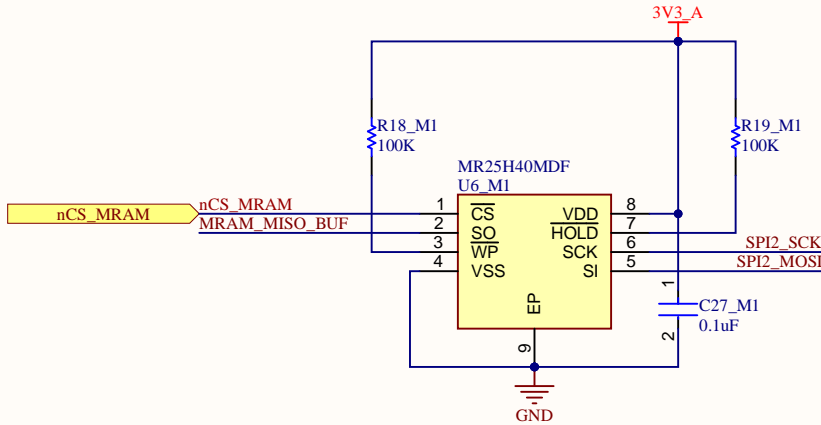 3V3_A
R18_M1
100K
R19_M1
100K
MR25H40MDF
U6_M1
nCS_MRAM
nCS_MRAM
MRAM_MISO_BUF
1 CS VDD 8
2 SO HOLD 7
3 WP SCK 6
4 VSS SI 5
SPI2_SCK
SPI2_MOSI
EP
9
1
C27_M1
0.1uF
2
GND